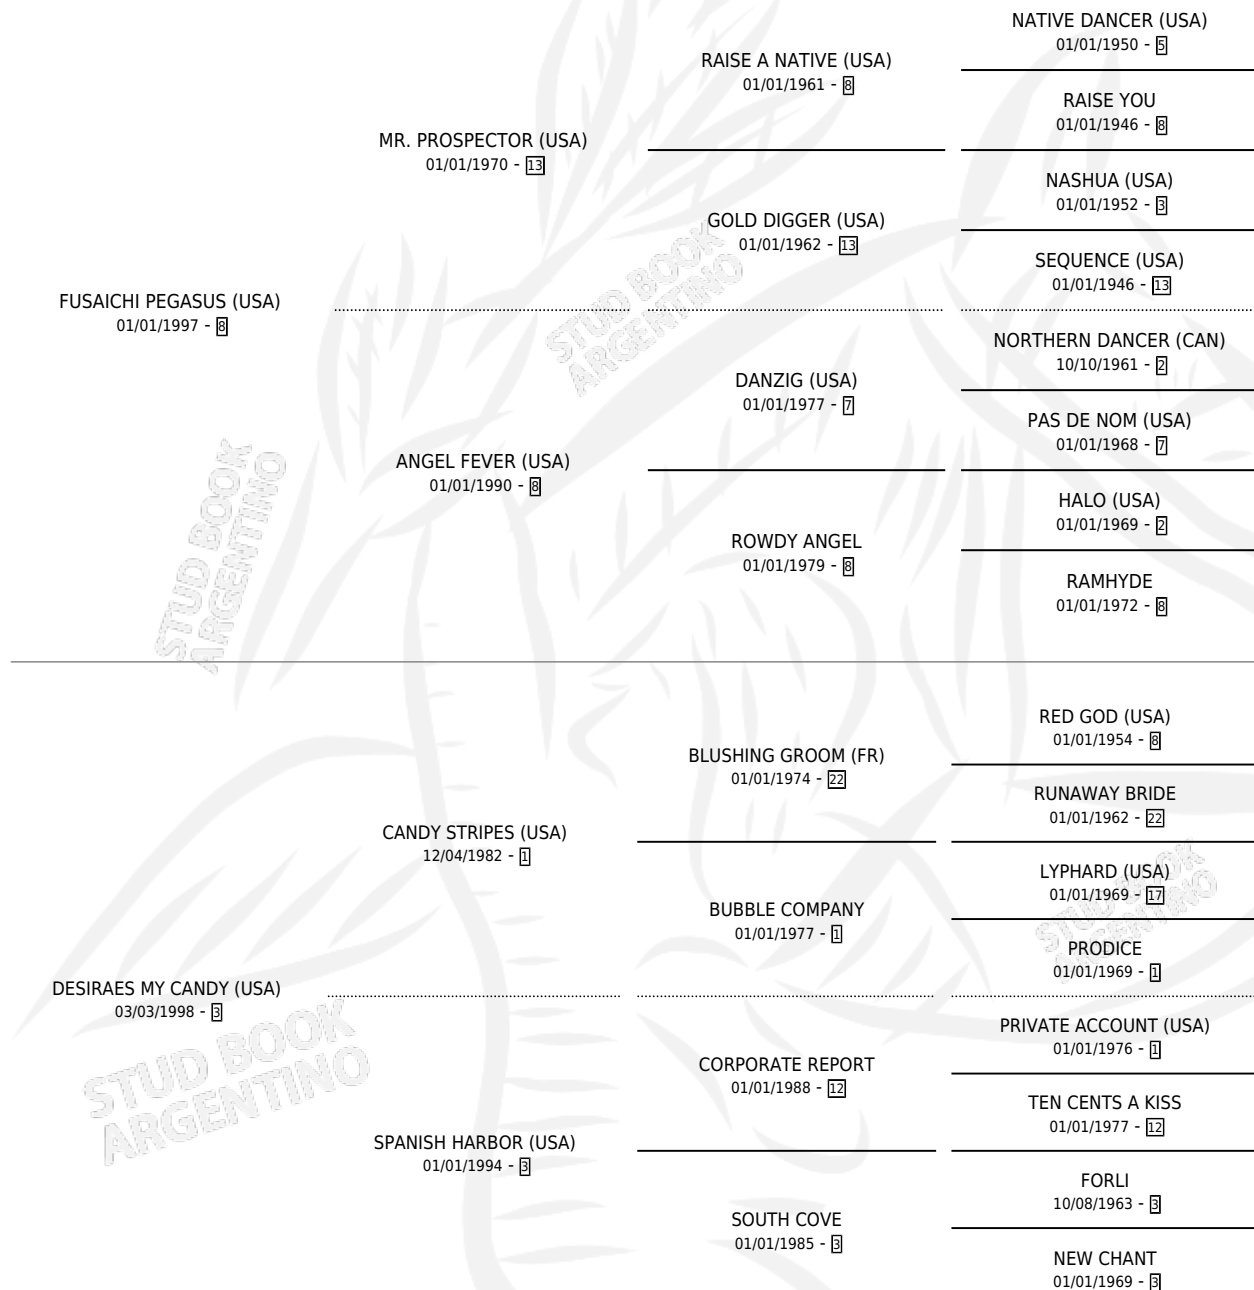 NATIVE DANCER (USA)
01/01/1950 - 5
RAISE A NATIVE (USA)
01/01/1961 - 8
RAISE YOU
01/01/1946 - 8
MR. PROSPECTOR (USA)
01/01/1970 - 13
NASHUA (USA)
01/01/1952 - 3
GOLD DIGGER (USA)
01/01/1962 - 13
SEQUENCE (USA)
01/01/1946 - 13
FUSAICHI PEGASUS (USA)
01/01/1997 - 8
NORTHERN DANCER (CAN)
10/10/1961 - 2
DANZIG (USA)
01/01/1977 - 7
PAS DE NOM (USA)
01/01/1968 - 7
ANGEL FEVER (USA)
01/01/1990 - 8
HALO (USA)
01/01/1969 - 2
ROWDY ANGEL
01/01/1979 - 8
RAMHYDE
01/01/1972 - 8
RED GOD (USA)
01/01/1954 - 8
BLUSHING GROOM (FR)
01/01/1974 - 22
RUNAWAY BRIDE
01/01/1962 - 22
CANDY STRIPES (USA)
12/04/1982 - 1
LYPHARD (USA)
01/01/1969 - 17
BUBBLE COMPANY
01/01/1977 - 1
PRODICE
01/01/1969 - 1
DESIRAES MY CANDY (USA)
03/03/1998 - 3
PRIVATE ACCOUNT (USA)
01/01/1976 - 1
CORPORATE REPORT
01/01/1988 - 12
TEN CENTS A KISS
01/01/1977 - 12
SPANISH HARBOR (USA)
01/01/1994 - 3
FORLI
10/08/1963 - 3
SOUTH COVE
01/01/1985 - 3
NEW CHANT
01/01/1969 - 3
STUD BOOK
ARGENTINO
STUD BOOK
ARGENTINO
STUD BOOK
ARGENTINO
STUD BOOK
ARGENTINO